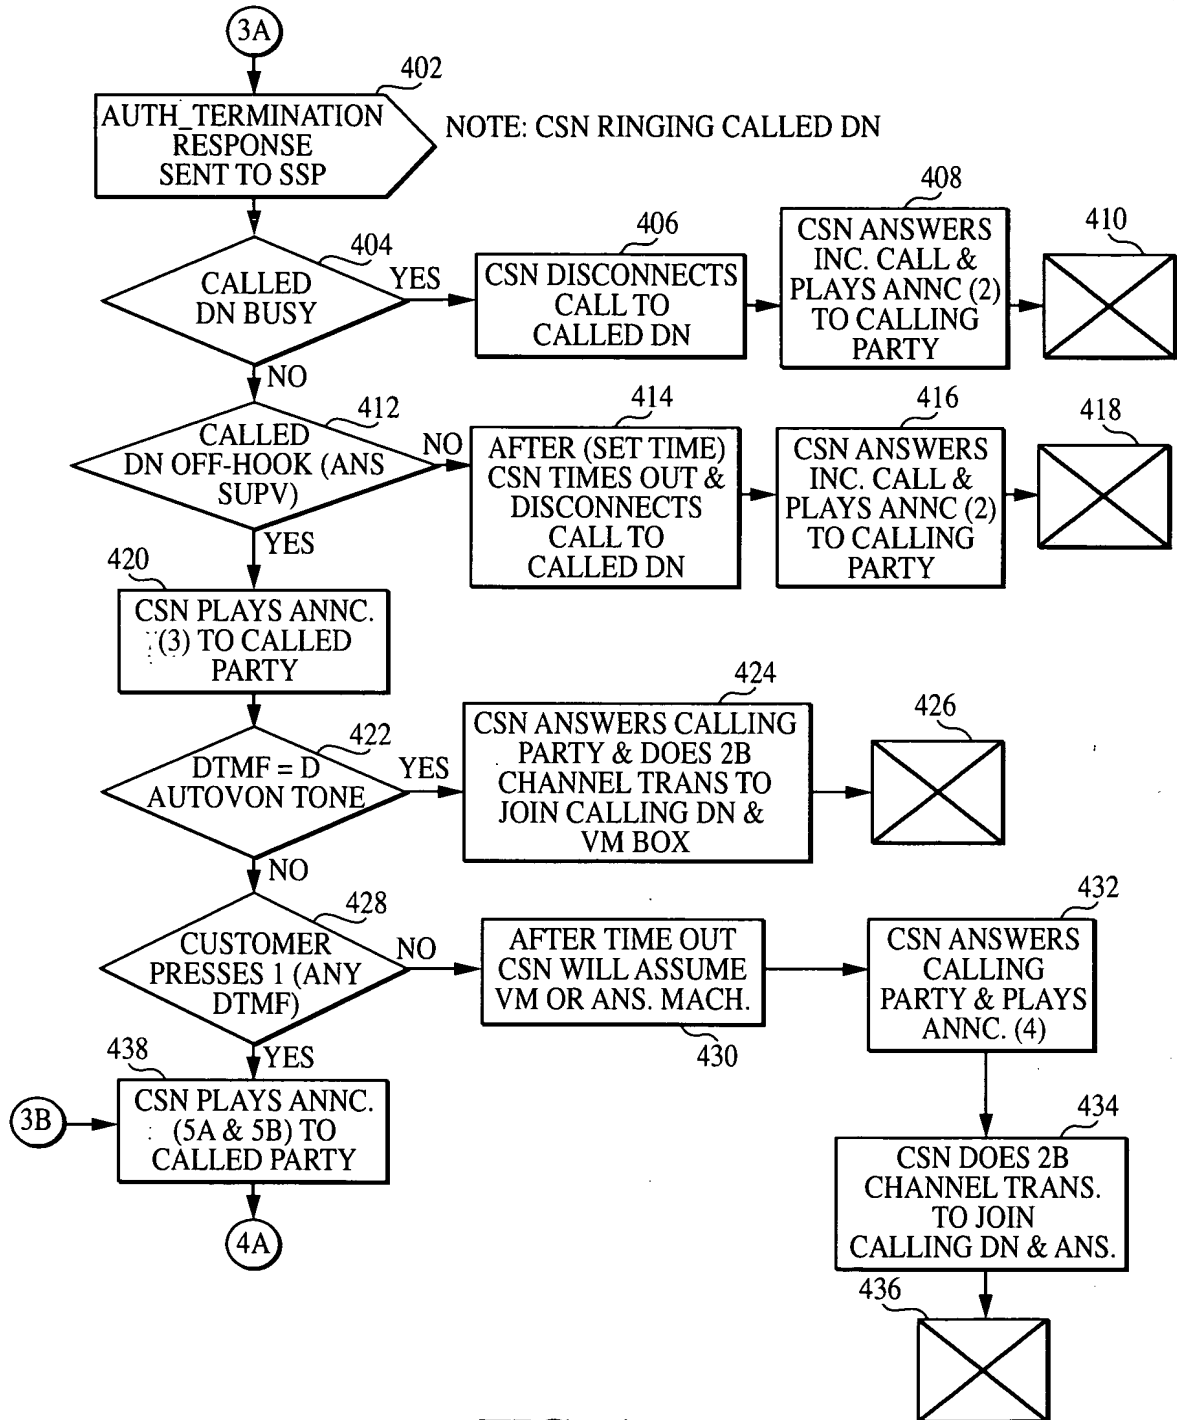 3A
402
AUTH_TERMINATION
RESPONSE
SENT TO SSP
NOTE: CSN RINGING CALLED DN
404
CALLED
DN BUSY
YES
NO
406
CSN DISCONNECTS
CALL TO
CALLED DN
408
CSN ANSWERS
INC. CALL &
PLAYS ANNC (2)
TO CALLING
PARTY
410
412
CALLED
DN OFF-HOOK (ANS
SUPV)
NO
YES
414
AFTER (SET TIME)
CSN TIMES OUT &
DISCONNECTS
CALL TO
CALLED DN
416
CSN ANSWERS
INC. CALL &
PLAYS ANNC (2)
TO CALLING
PARTY
418
420
CSN PLAYS ANNC.
(3) TO CALLED
PARTY
422
DTMF = D
AUTOVON TONE
YES
NO
424
CSN ANSWERS CALLING
PARTY & DOES 2B
CHANNEL TRANS TO
JOIN CALLING DN &
VM BOX
426
428
CUSTOMER
PRESSES 1 (ANY
DTMF)
NO
YES
AFTER TIME OUT
CSN WILL ASSUME
VM OR ANS. MACH.
430
432
CSN ANSWERS
CALLING
PARTY & PLAYS
ANNC. (4)
434
CSN DOES 2B
CHANNEL TRANS.
TO JOIN
CALLING DN & ANS.
436
438
3B
CSN PLAYS ANNC.
(5A & 5B) TO
CALLED PARTY
4A